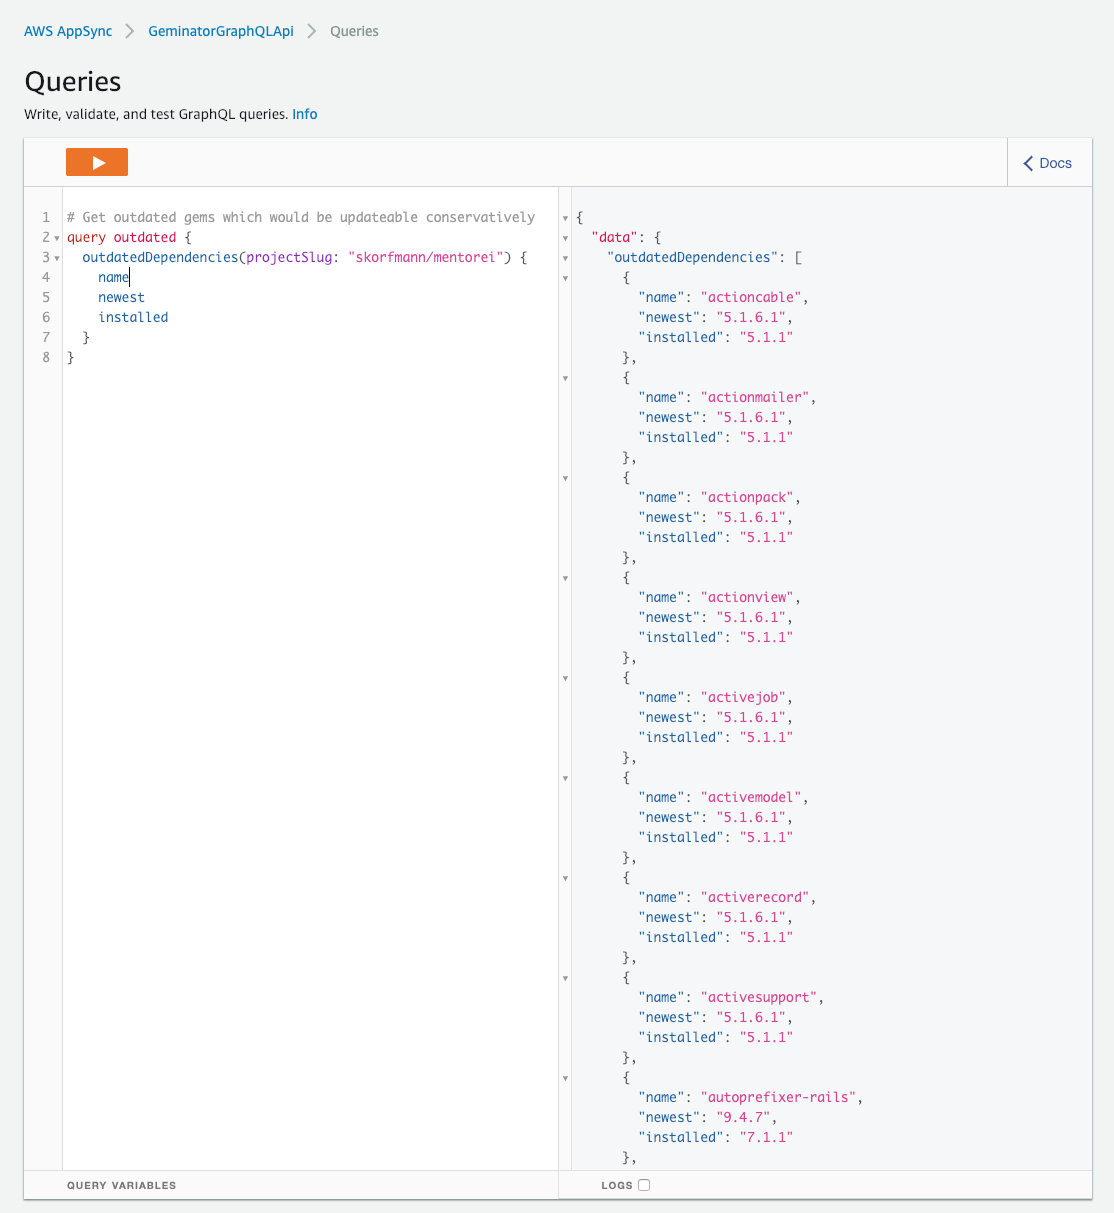 AWS AppSync > GeminatorGraphQLApi > Queries
Queries
Write, validate, and test GraphQL queries. Info
Docs
1 # Get outdated gems which would be updateable conservatively
2 query outdated {
3 outdatedDependencies(projectSlug: "skorfmann/mentorei") {
4 name
5 newest
6 installed
7 }
8 }
{
"data": {
"outdatedDependencies": [
{
"name": "actioncable",
"newest": "5.1.6.1",
"installed": "5.1.1"
},
{
"name": "actionmailer",
"newest": "5.1.6.1",
"installed": "5.1.1"
},
{
"name": "actionpack",
"newest": "5.1.6.1",
"installed": "5.1.1"
},
{
"name": "actionview",
"newest": "5.1.6.1",
"installed": "5.1.1"
},
{
"name": "activejob",
"newest": "5.1.6.1",
"installed": "5.1.1"
},
{
"name": "activemodel",
"newest": "5.1.6.1",
"installed": "5.1.1"
},
{
"name": "activerecord",
"newest": "5.1.6.1",
"installed": "5.1.1"
},
{
"name": "activesupport",
"newest": "5.1.6.1",
"installed": "5.1.1"
},
{
"name": "autoprefixer-rails",
"newest": "9.4.7",
"installed": "7.1.1"
},
QUERY VARIABLES
LOGS